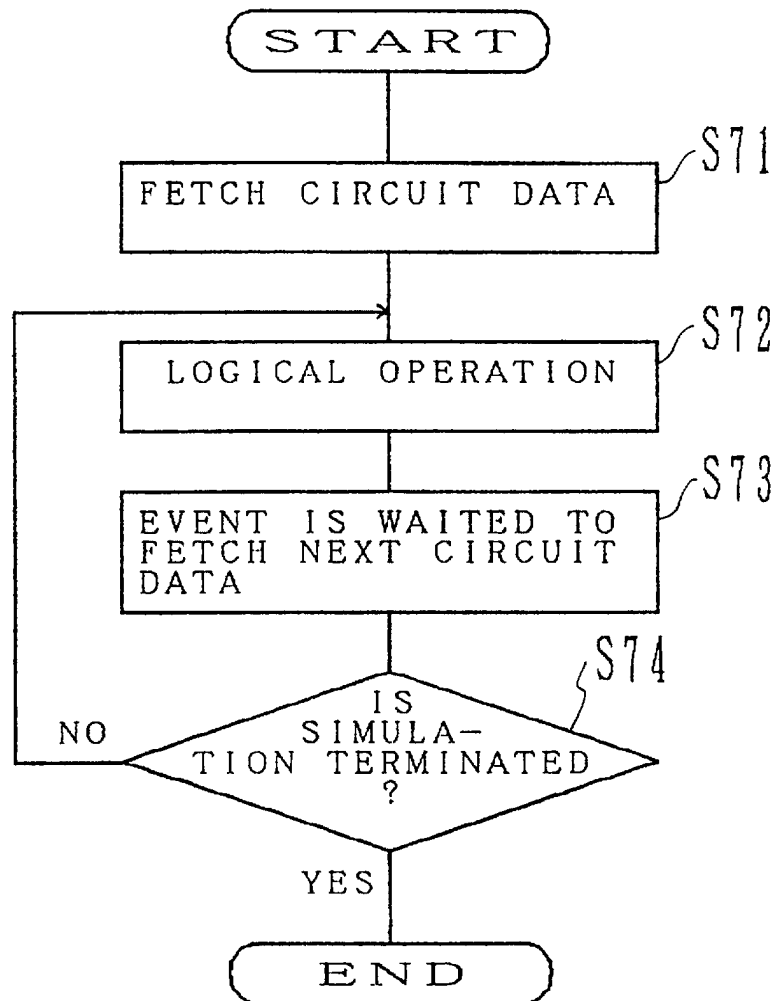 START
S71
FETCH CIRCUIT DATA
S72
LOGICAL OPERATION
S73
EVENT IS WAITED TO
FETCH NEXT CIRCUIT
DATA
S74
IS
SIMULA-
TION TERMINATED
?
NO
YES
END